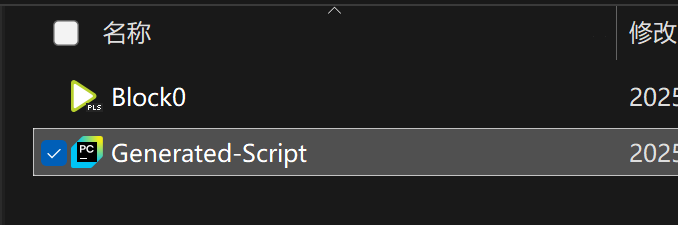 名称 修改
PLS Block0 2025
PC Generated-Script 2025